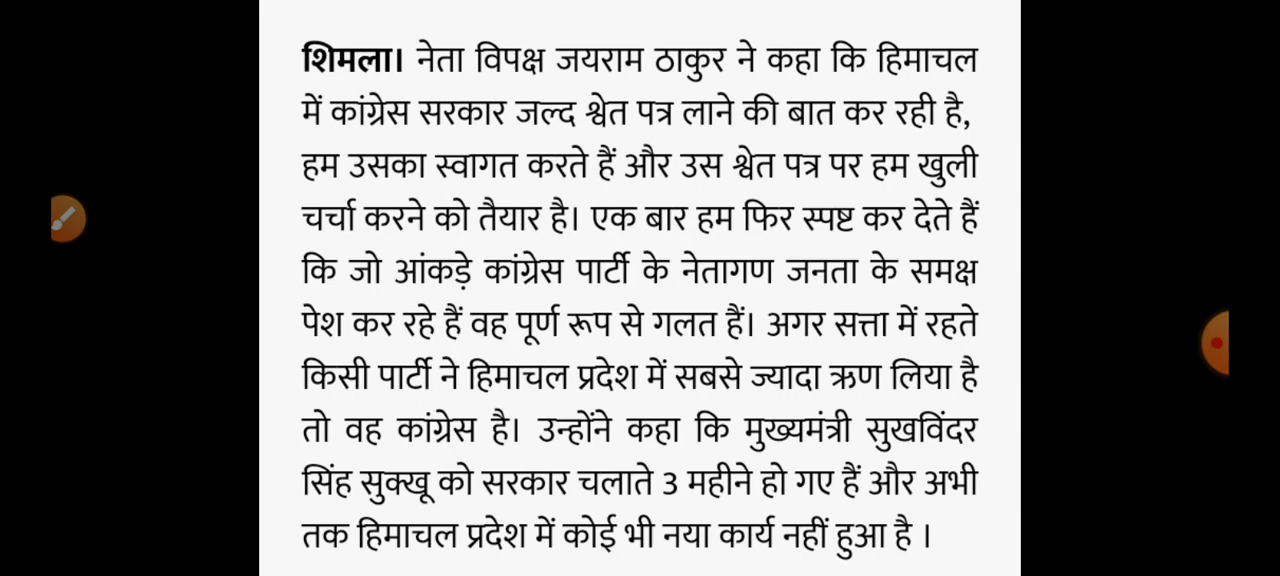 शिमला। नेता विपक्ष जयराम ठाकुर ने कहा कि हिमाचल
में कांग्रेस सरकार जल्द श्वेत पत्र लाने की बात कर रही है,
हम उसका स्वागत करते हैं और उस श्वेत पत्र पर हम खुली
चर्चा करने को तैयार है। एक बार हम फिर स्पष्ट कर देते हैं
कि जो आंकड़े कांग्रेस पार्टी के नेतागण जनता के समक्ष
पेश कर रहे हैं वह पूर्ण रूप से गलत हैं। अगर सत्ता में रहते
किसी पार्टी ने हिमाचल प्रदेश में सबसे ज्यादा ऋण लिया है
तो वह कांग्रेस है। उन्होंने कहा कि मुख्यमंत्री सुखविंदर
सिंह सुक्खू को सरकार चलाते 3 महीने हो गए हैं और अभी
तक हिमाचल प्रदेश में कोई भी नया कार्य नहीं हुआ है ।